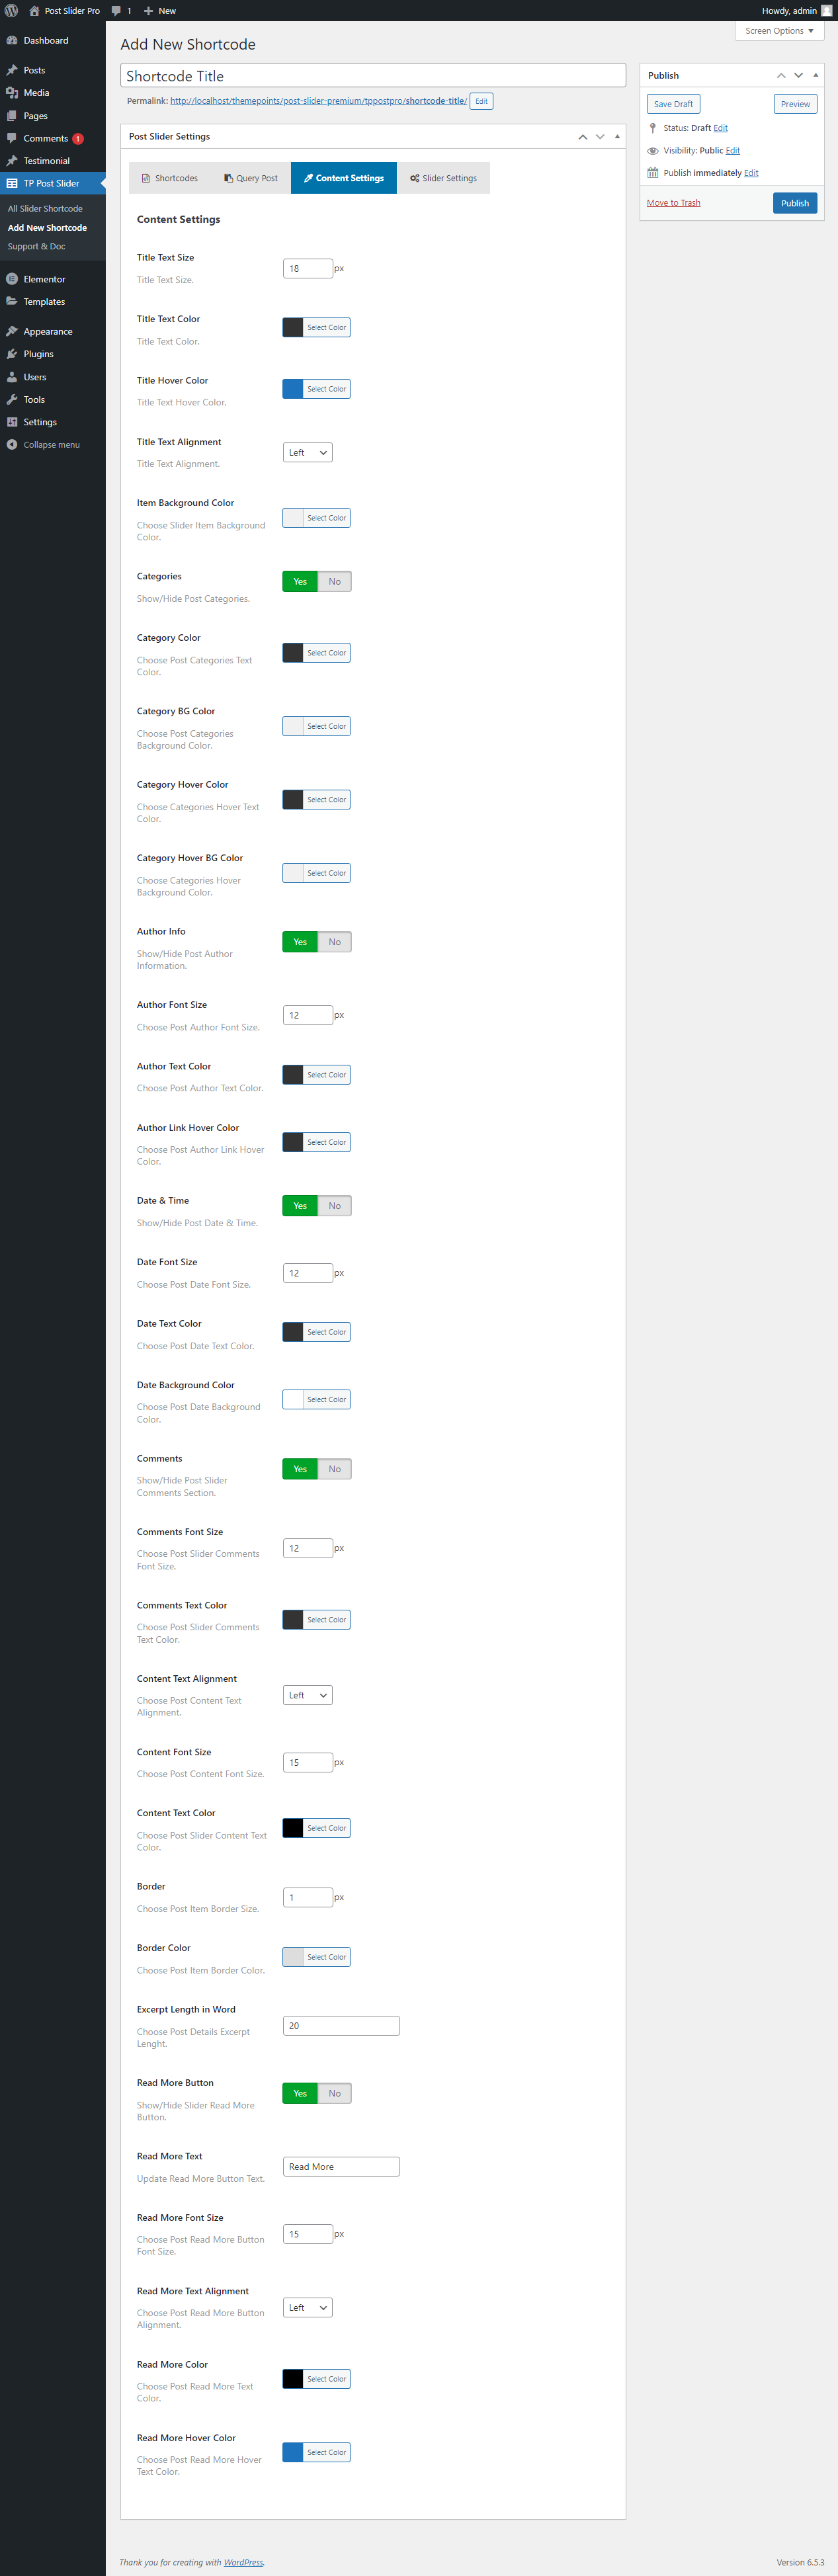 Post Slider Pro 1 New Howdy, admin
Screen Options
Dashboard
Posts
Media
Pages
Comments 1
Testimonial
TP Post Slider
All Slider Shortcode
Add New Shortcode
Support & Doc
Elementor
Templates
Appearance
Plugins
Users
Tools
Settings
Collapse menu
Add New Shortcode
Shortcode Title
Permalink: http://localhost/themepoints/post-slider-premium/tppostpro/shortcode-title/ Edit
Post Slider Settings
Shortcodes Query Post Content Settings Slider Settings
Content Settings
Title Text Size
Title Text Size.
18 px
Title Text Color
Title Text Color.
Select Color
Title Hover Color
Title Text Hover Color.
Select Color
Title Text Alignment
Title Text Alignment.
Left
Item Background Color
Choose Slider Item Background
Color.
Select Color
Categories
Show/Hide Post Categories.
Yes No
Category Color
Choose Post Categories Text
Color.
Select Color
Category BG Color
Choose Post Categories
Background Color.
Select Color
Category Hover Color
Choose Categories Hover Text
Color.
Select Color
Category Hover BG Color
Choose Categories Hover
Background Color.
Select Color
Author Info
Show/Hide Post Author
Information.
Yes No
Author Font Size
Choose Post Author Font Size.
12 px
Author Text Color
Choose Post Author Text Color.
Select Color
Author Link Hover Color
Choose Post Author Link Hover
Color.
Select Color
Date & Time
Show/Hide Post Date & Time.
Yes No
Date Font Size
Choose Post Date Font Size.
12 px
Date Text Color
Choose Post Date Text Color.
Select Color
Date Background Color
Choose Post Date Background
Color.
Select Color
Comments
Show/Hide Post Slider
Comments Section.
Yes No
Comments Font Size
Choose Post Slider Comments
Font Size.
12 px
Comments Text Color
Choose Post Slider Comments
Text Color.
Select Color
Content Text Alignment
Choose Post Content Text
Alignment.
Left
Content Font Size
Choose Post Content Font Size.
15 px
Content Text Color
Choose Post Slider Content Text
Color.
Select Color
Border
Choose Post Item Border Size.
1 px
Border Color
Choose Post Item Border Color.
Select Color
Excerpt Length in Word
Choose Post Details Excerpt
Lenght.
20
Read More Button
Show/Hide Slider Read More
Button.
Yes No
Read More Text
Update Read More Button Text.
Read More
Read More Font Size
Choose Post Read More Button
Font Size.
15 px
Read More Text Alignment
Choose Post Read More Button
Alignment.
Left
Read More Color
Choose Post Read More Text
Color.
Select Color
Read More Hover Color
Choose Post Read More Hover
Text Color.
Select Color
Publish
Save Draft Preview
Status: Draft Edit
Visibility: Public Edit
Publish immediately Edit
Move to Trash Publish
Thank you for creating with WordPress. Version 6.5.3